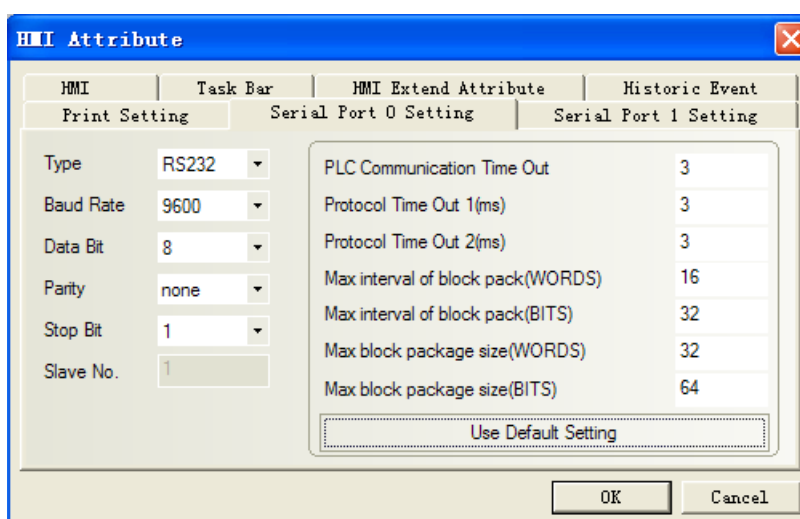 HMI Attribute
HMI Task Bar HMI Extend Attribute Historic Event
Print Setting Serial Port 0 Setting Serial Port 1 Setting
Type RS232
Baud Rate 9600
Data Bit 8
Parity none
Stop Bit 1
Slave No. 1
PLC Communication Time Out 3
Protocol Time Out 1(ms) 3
Protocol Time Out 2(ms) 3
Max interval of block pack(WORDS) 16
Max interval of block pack(BITS) 32
Max block package size(WORDS) 32
Max block package size(BITS) 64
Use Default Setting
OK Cancel